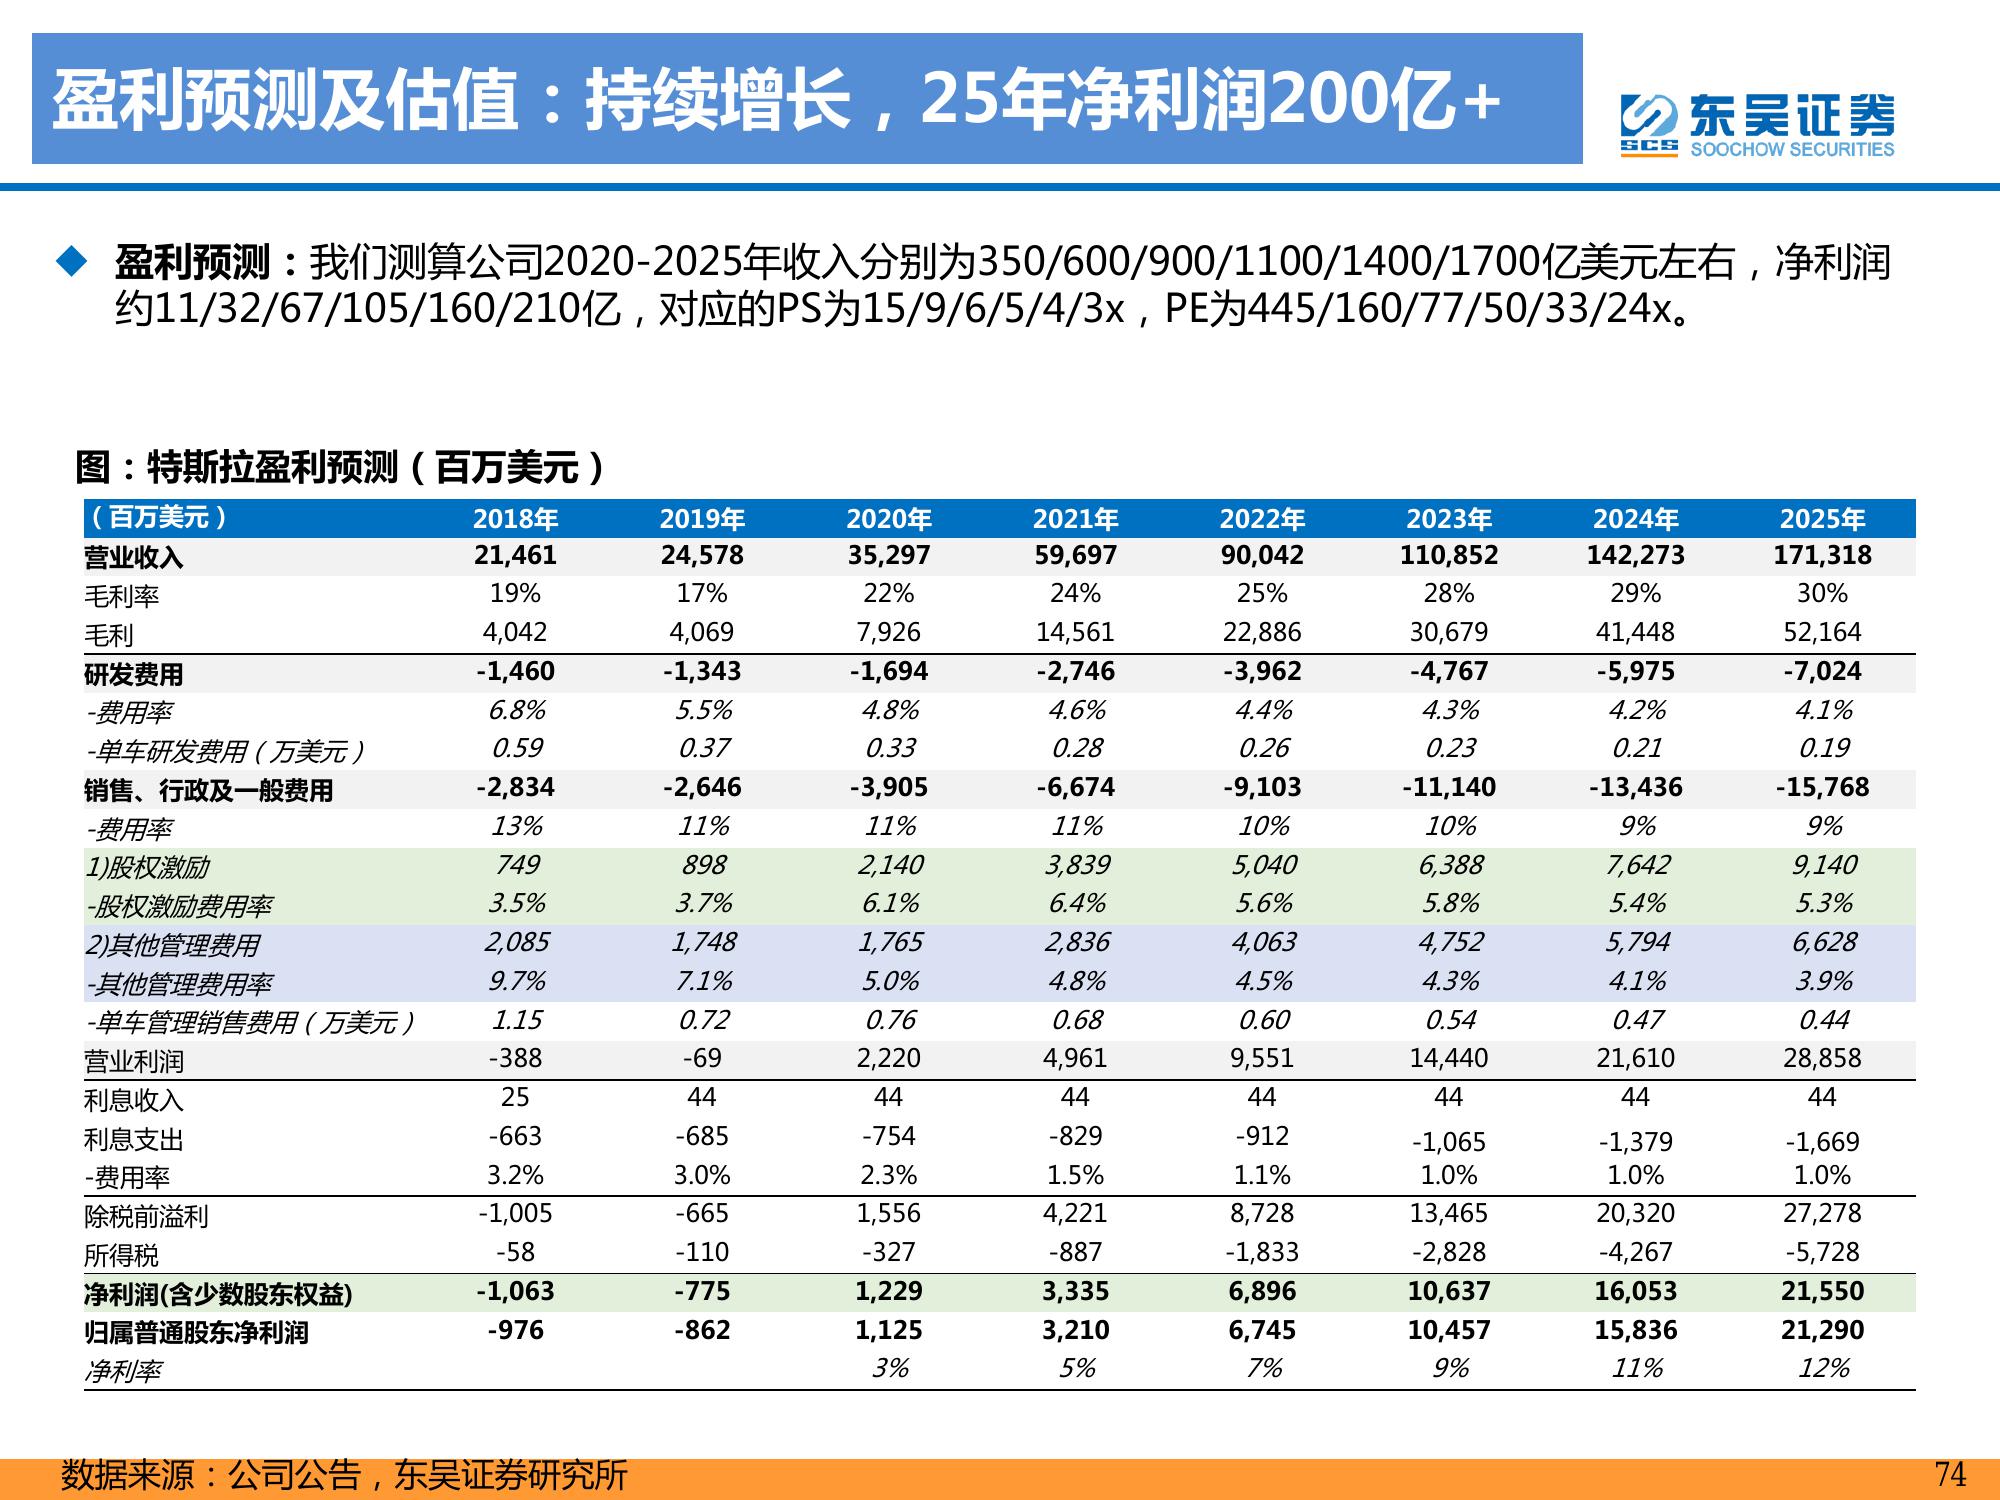 盈利预测及估值：持续增长，25年净利润200亿+
SCS
东吴证券
SOOCHOW SECURITIES
盈利预测：我们测算公司2020-2025年收入分别为350/600/900/1100/1400/1700亿美元左右，净利润
约11/32/67/105/160/210亿，对应的PS为15/9/6/5/4/3x，PE为445/160/77/50/33/24x。
图：特斯拉盈利预测（百万美元）
（百万美元） 2018年 2019年 2020年 2021年 2022年 2023年 2024年 2025年
营业收入 21,461 24,578 35,297 59,697 90,042 110,852 142,273 171,318
毛利率 19% 17% 22% 24% 25% 28% 29% 30%
毛利 4,042 4,069 7,926 14,561 22,886 30,679 41,448 52,164
研发费用 -1,460 -1,343 -1,694 -2,746 -3,962 -4,767 -5,975 -7,024
-费用率 6.8% 5.5% 4.8% 4.6% 4.4% 4.3% 4.2% 4.1%
-单车研发费用（万美元） 0.59 0.37 0.33 0.28 0.26 0.23 0.21 0.19
销售、行政及一般费用 -2,834 -2,646 -3,905 -6,674 -9,103 -11,140 -13,436 -15,768
-费用率 13% 11% 11% 11% 10% 10% 9% 9%
1)股权激励 749 898 2,140 3,839 5,040 6,388 7,642 9,140
-股权激励费用率 3.5% 3.7% 6.1% 6.4% 5.6% 5.8% 5.4% 5.3%
2)其他管理费用 2,085 1,748 1,765 2,836 4,063 4,752 5,794 6,628
-其他管理费用率 9.7% 7.1% 5.0% 4.8% 4.5% 4.3% 4.1% 3.9%
-单车管理销售费用（万美元） 1.15 0.72 0.76 0.68 0.60 0.54 0.47 0.44
营业利润 -388 -69 2,220 4,961 9,551 14,440 21,610 28,858
利息收入 25 44 44 44 44 44 44 44
利息支出 -663 -685 -754 -829 -912 -1,065 -1,379 -1,669
-费用率 3.2% 3.0% 2.3% 1.5% 1.1% 1.0% 1.0% 1.0%
除税前溢利 -1,005 -665 1,556 4,221 8,728 13,465 20,320 27,278
所得税 -58 -110 -327 -887 -1,833 -2,828 -4,267 -5,728
净利润(含少数股东权益) -1,063 -775 1,229 3,335 6,896 10,637 16,053 21,550
归属普通股东净利润 -976 -862 1,125 3,210 6,745 10,457 15,836 21,290
净利率 3% 5% 7% 9% 11% 12%
数据来源：公司公告，东吴证券研究所
74